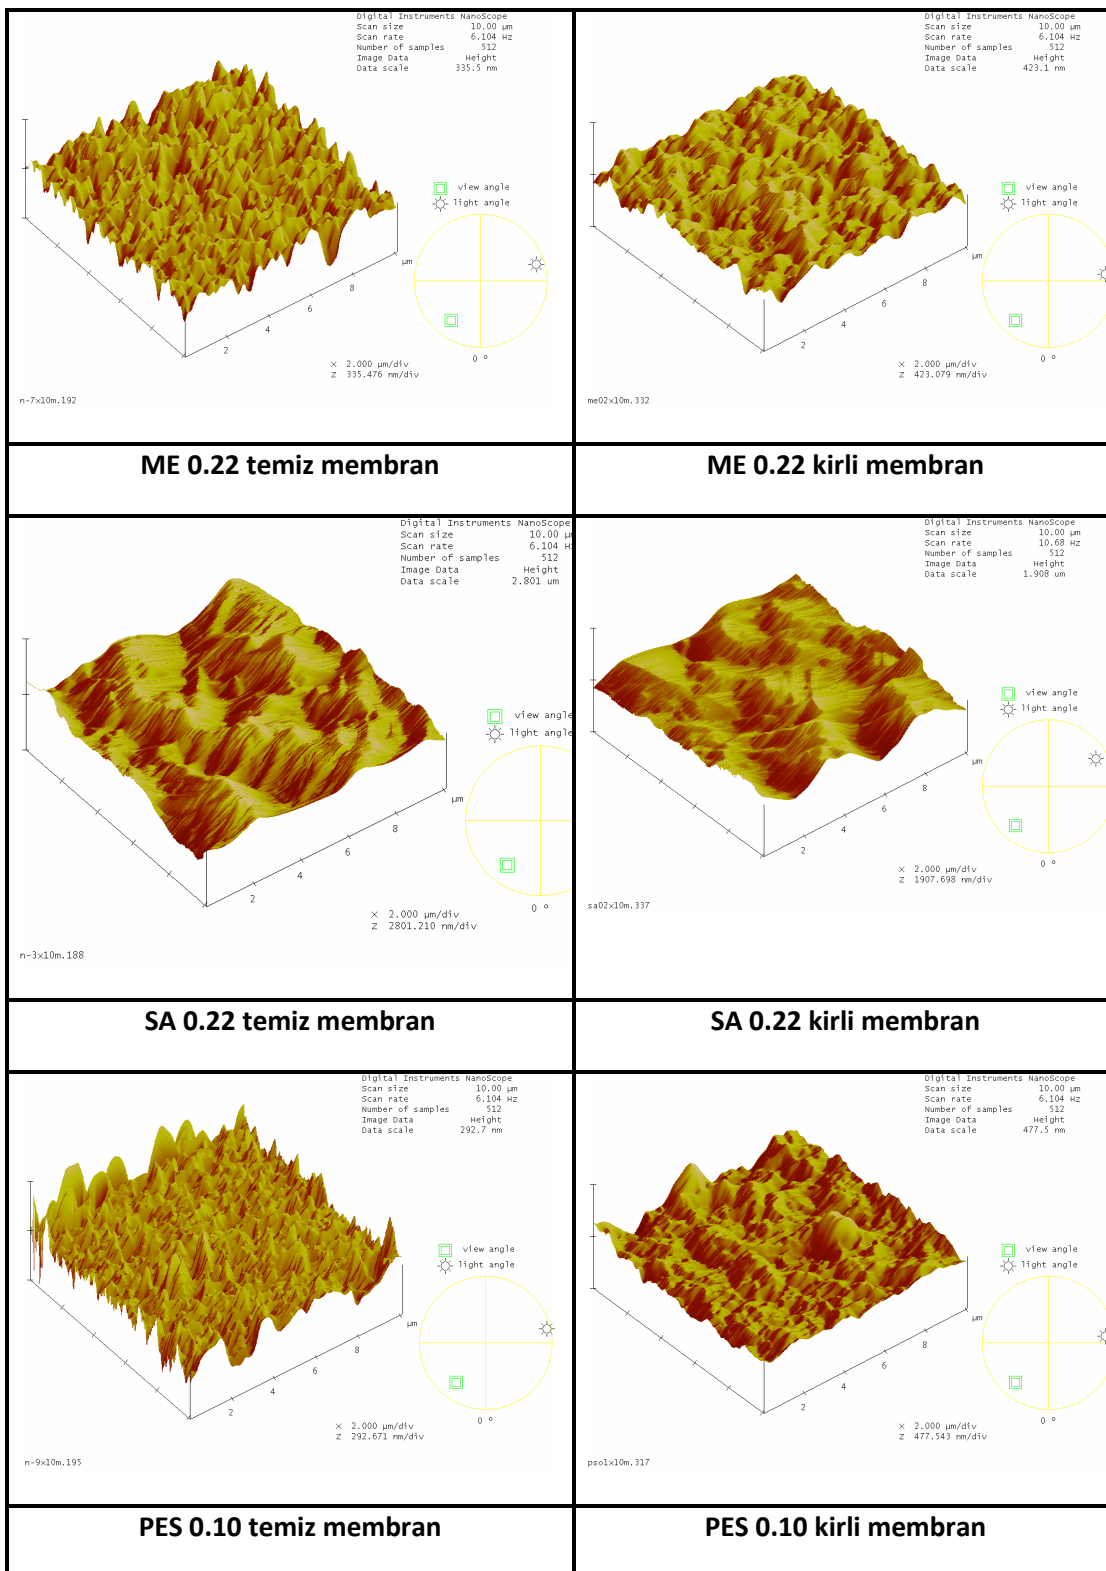 Digital Instruments NanoScope
Scan size 10.00 µm
Scan rate 6.104 Hz
Number of samples 512
Image Data Height
Data scale 335.5 nm
view angle
light angle
µm
8
6
4
2
0 º
X 2.000 µm/div
Z 335.476 nm/div
n-7x10m.192
Digital Instruments NanoScope
Scan size 10.00 µm
Scan rate 6.104 Hz
Number of samples 512
Image Data Height
Data scale 423.1 nm
view angle
light angle
µm
8
6
4
2
0 º
X 2.000 µm/div
Z 423.079 nm/div
me02x10m.332
ME 0.22 temiz membran
ME 0.22 kirli membran
Digital Instruments NanoScope
Scan size 10.00 µm
Scan rate 6.104 Hz
Number of samples 512
Image Data Height
Data scale 2.801 um
view angle
light angle
µm
8
6
4
2
0 º
X 2.000 µm/div
Z 2801.210 nm/div
n-3x10m.188
Digital Instruments NanoScope
Scan size 10.00 µm
Scan rate 10.68 Hz
Number of samples 512
Image Data Height
Data scale 1.908 um
view angle
light angle
µm
8
6
4
2
0 º
X 2.000 µm/div
Z 1907.698 nm/div
sa02x10m.337
SA 0.22 temiz membran
SA 0.22 kirli membran
Digital Instruments NanoScope
Scan size 10.00 µm
Scan rate 6.104 Hz
Number of samples 512
Image Data Height
Data scale 292.7 nm
view angle
light angle
µm
8
6
4
2
0 º
X 2.000 µm/div
Z 292.671 nm/div
n-9x10m.195
Digital Instruments NanoScope
Scan size 10.00 µm
Scan rate 6.104 Hz
Number of samples 512
Image Data Height
Data scale 477.5 nm
view angle
light angle
µm
8
6
4
2
0 º
X 2.000 µm/div
Z 477.543 nm/div
pso1x10m.317
PES 0.10 temiz membran
PES 0.10 kirli membran